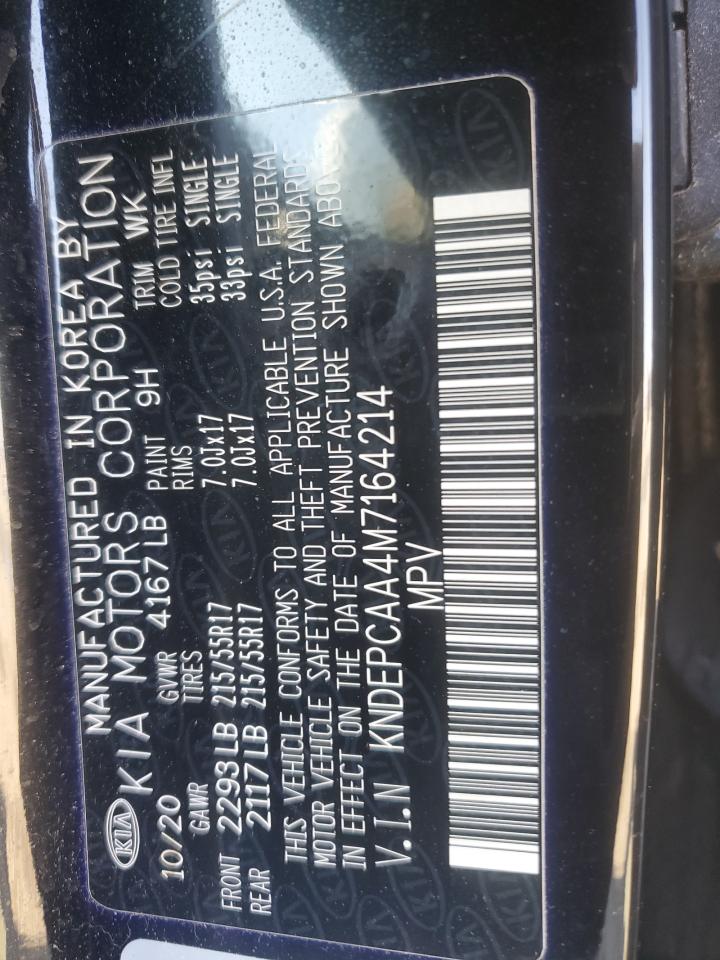 MANUFACTURED IN KOREA BY
KIA KIA MOTORS CORPORATION
10/20 GVWR 4167 LB PAINT 9H TRIM WK
GAWR TIRES RIMS COLD TIRE INFL
FRONT 2293 LB 215/55R17 7.0Jx17 35psi SINGLE
REAR 2117 LB 215/55R17 7.0Jx17 33psi SINGLE
THIS VEHICLE CONFORMS TO ALL APPLICABLE U.S.A. FEDERAL
MOTOR VEHICLE SAFETY AND THEFT PREVENTION STANDARDS
IN EFFECT ON THE DATE OF MANUFACTURE SHOWN ABOVE
V.I.N KNDEPCAA4M7164214
MPV